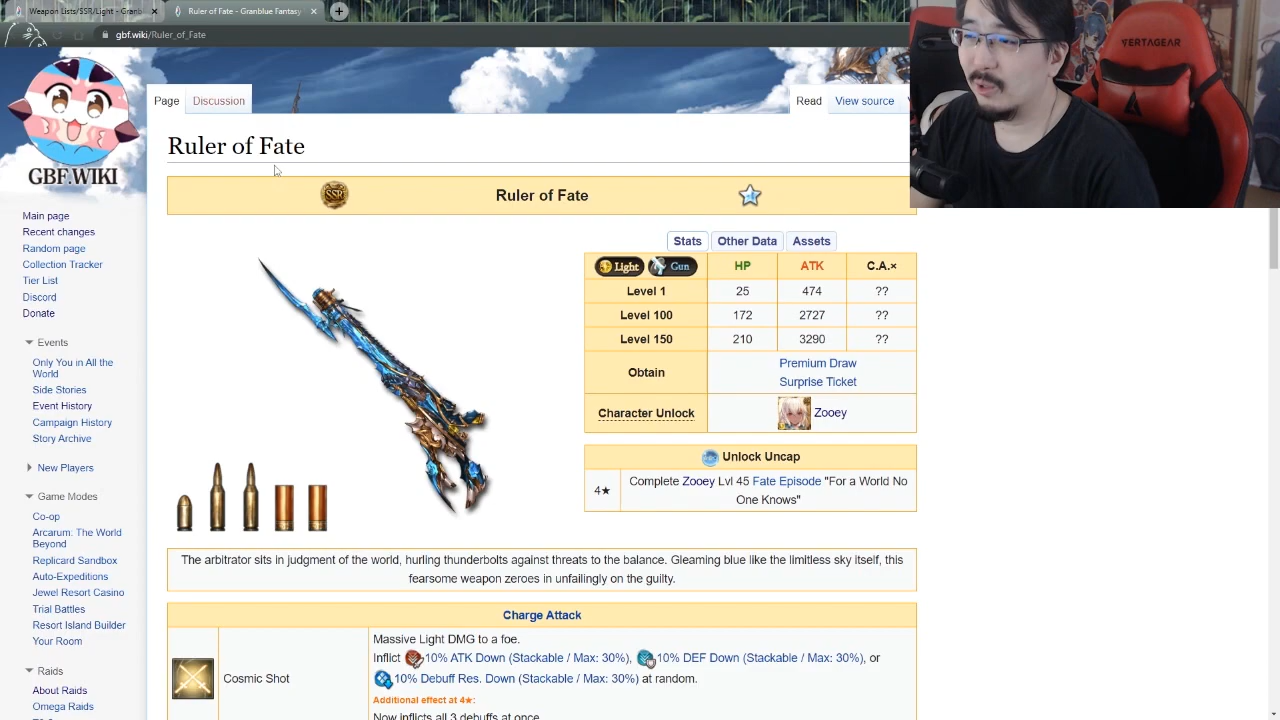 Weapon Lists/SSR/Light - Granb
Ruler of Fate - Granblue Fantasy
gbf.wiki/Ruler_of_Fate
VERTAGEAR
Page
Discussion
Read
View source
GBF.WIKI
Main page
Recent changes
Random page
Collection Tracker
Tier List
Discord
Donate
Events
Only You in All the
World
Side Stories
Event History
Campaign History
Story Archive
New Players
Game Modes
Co-op
Arcarum: The World
Beyond
Replicard Sandbox
Auto-Expeditions
Jewel Resort Casino
Trial Battles
Resort Island Builder
Your Room
Raids
About Raids
Omega Raids
Ruler of Fate
SSR
Ruler of Fate
Stats
Other Data
Assets
Light Gun HP ATK C.A.×
Level 1 25 474 ??
Level 100 172 2727 ??
Level 150 210 3290 ??
Obtain Premium Draw
Surprise Ticket
Character Unlock Zooey
Unlock Uncap
4★ Complete Zooey Lvl 45 Fate Episode "For a World No
One Knows"
The arbitrator sits in judgment of the world, hurling thunderbolts against threats to the balance. Gleaming blue like the limitless sky itself, this
fearsome weapon zeroes in unfailingly on the guilty.
Charge Attack
Cosmic Shot
Massive Light DMG to a foe.
Inflict 10% ATK Down (Stackable / Max: 30%), 10% DEF Down (Stackable / Max: 30%), or
10% Debuff Res. Down (Stackable / Max: 30%) at random.
Additional effect at 4★:
Now inflicts all 3 debuffs at once